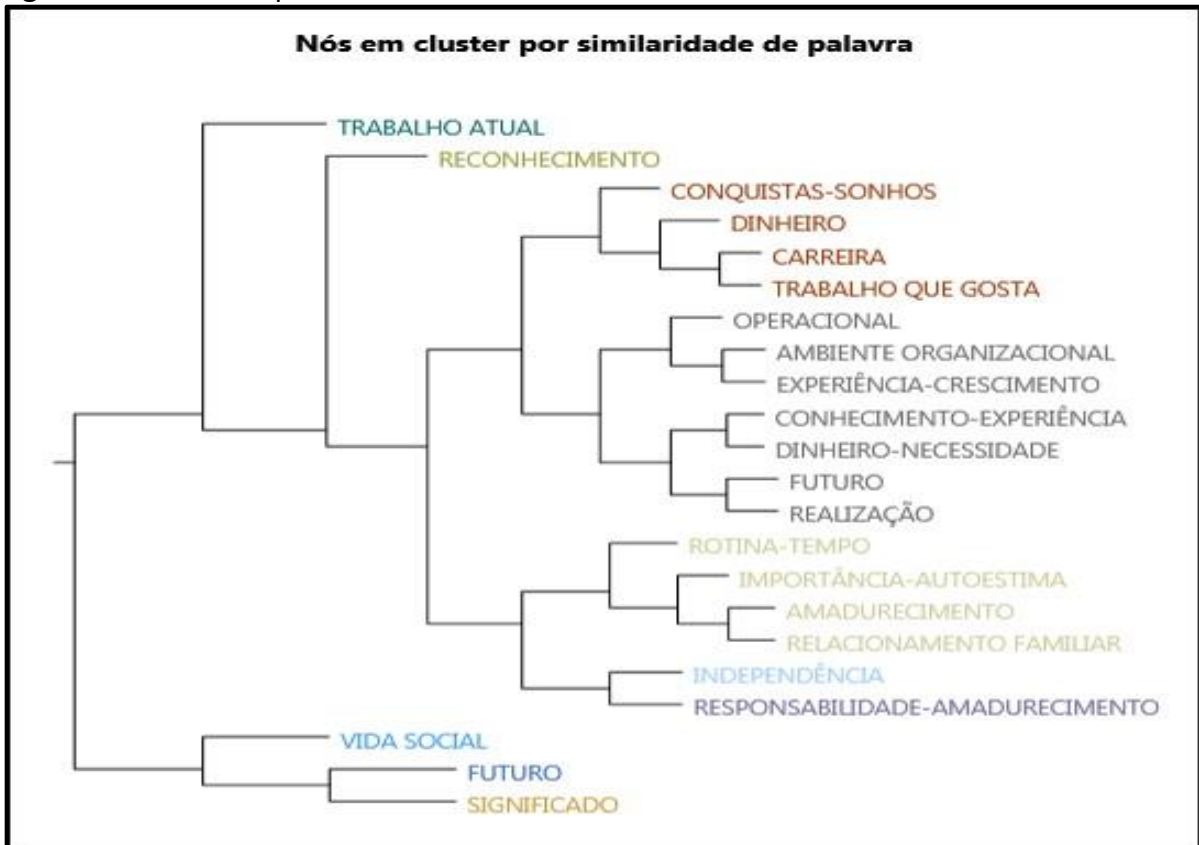 Nós em cluster por similaridade de palavra
TRABALHO ATUAL
RECONHECIMENTO
CONQUISTAS-SONHOS
DINHEIRO
CARREIRA
TRABALHO QUE GOSTA
OPERACIONAL
AMBIENTE ORGANIZACIONAL
EXPERIÊNCIA-CRESCIMENTO
CONHECIMENTO-EXPERIÊNCIA
DINHEIRO-NECESSIDADE
FUTURO
REALIZAÇÃO
ROTINA-TEMPO
IMPORTÂNCIA-AUTOESTIMA
AMADURECIMENTO
RELACIONAMENTO FAMILIAR
INDEPENDÊNCIA
RESPONSABILIDADE-AMADURECIMENTO
VIDA SOCIAL
FUTURO
SIGNIFICADO